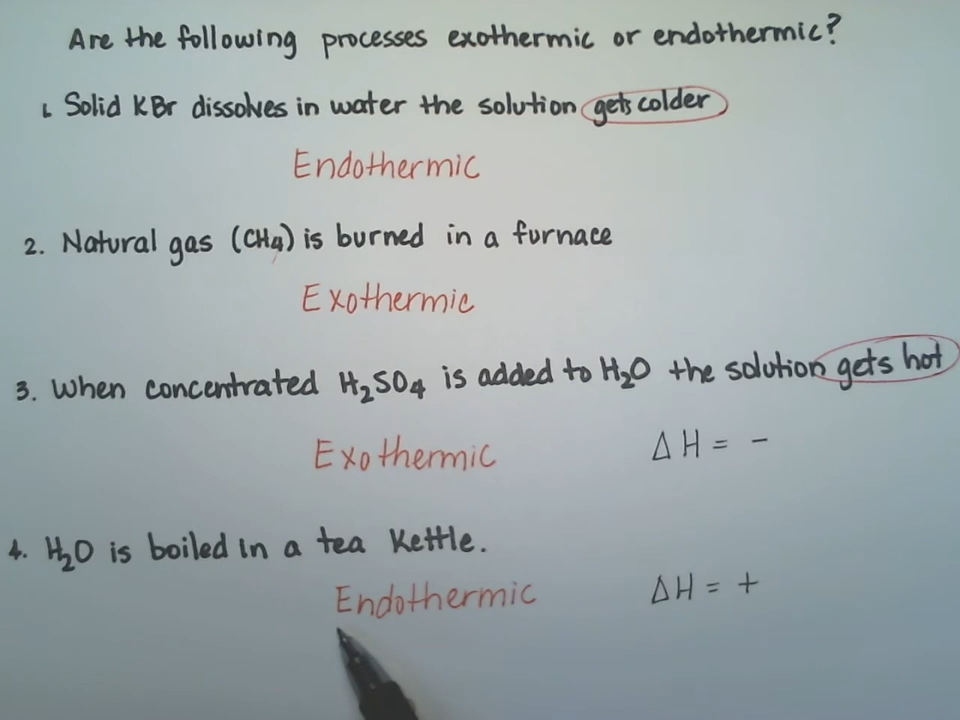 Are the following processes exothermic or endothermic?
1. Solid KBr dissolves in water the solution gets colder
Endothermic
2. Natural gas (CH4) is burned in a furnace
Exothermic
3. When concentrated H2SO4 is added to H2O the solution gets hot
Exothermic ΔH = -
4. H2O is boiled in a tea Kettle.
Endothermic ΔH = +